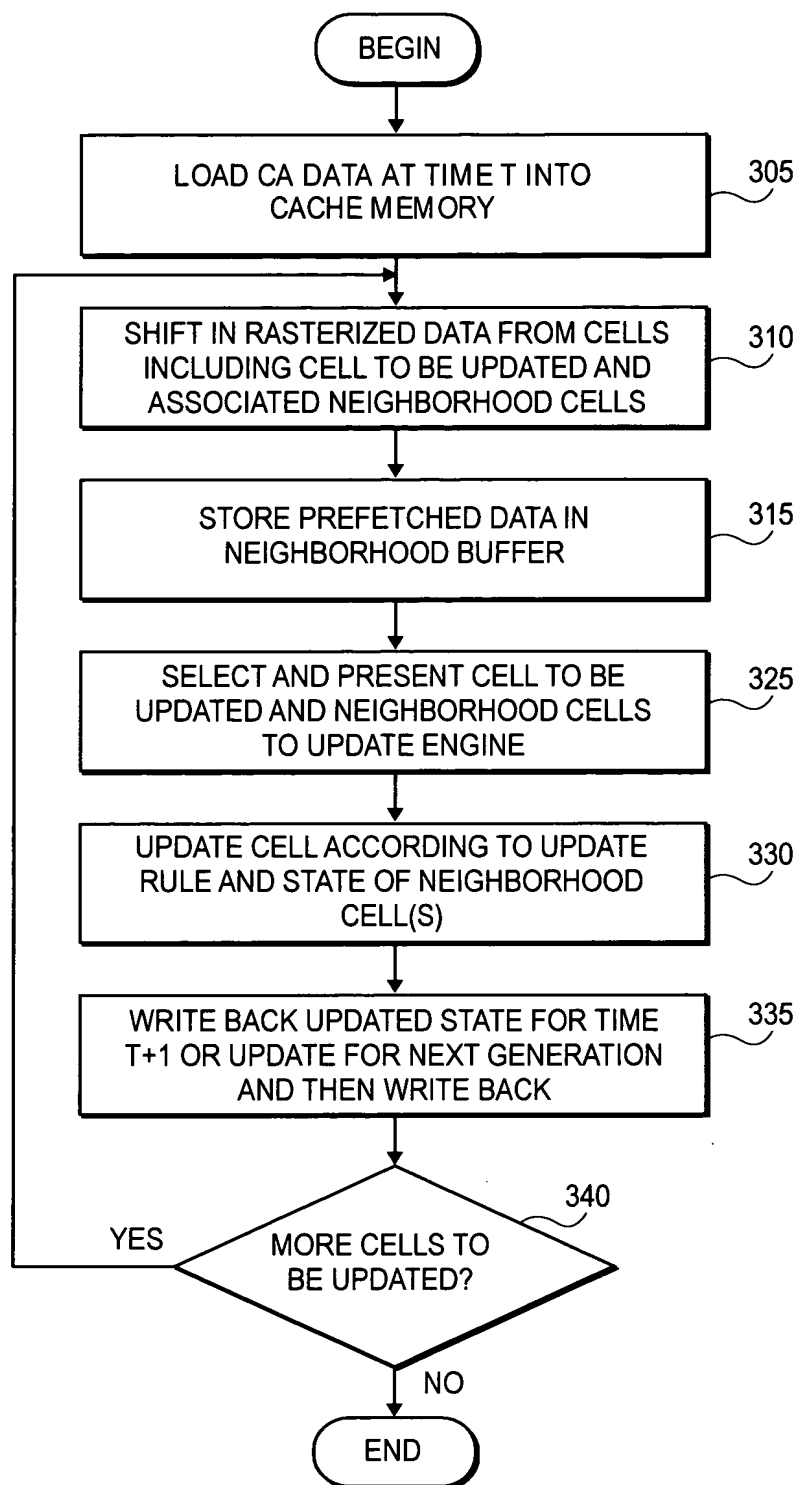 BEGIN
LOAD CA DATA AT TIME T INTO
CACHE MEMORY
305
SHIFT IN RASTERIZED DATA FROM CELLS
INCLUDING CELL TO BE UPDATED AND
ASSOCIATED NEIGHBORHOOD CELLS
310
STORE PREFETCHED DATA IN
NEIGHBORHOOD BUFFER
315
SELECT AND PRESENT CELL TO BE
UPDATED AND NEIGHBORHOOD CELLS
TO UPDATE ENGINE
325
UPDATE CELL ACCORDING TO UPDATE
RULE AND STATE OF NEIGHBORHOOD
CELL(S)
330
WRITE BACK UPDATED STATE FOR TIME
T+1 OR UPDATE FOR NEXT GENERATION
AND THEN WRITE BACK
335
340
YES
MORE CELLS TO
BE UPDATED?
NO
END